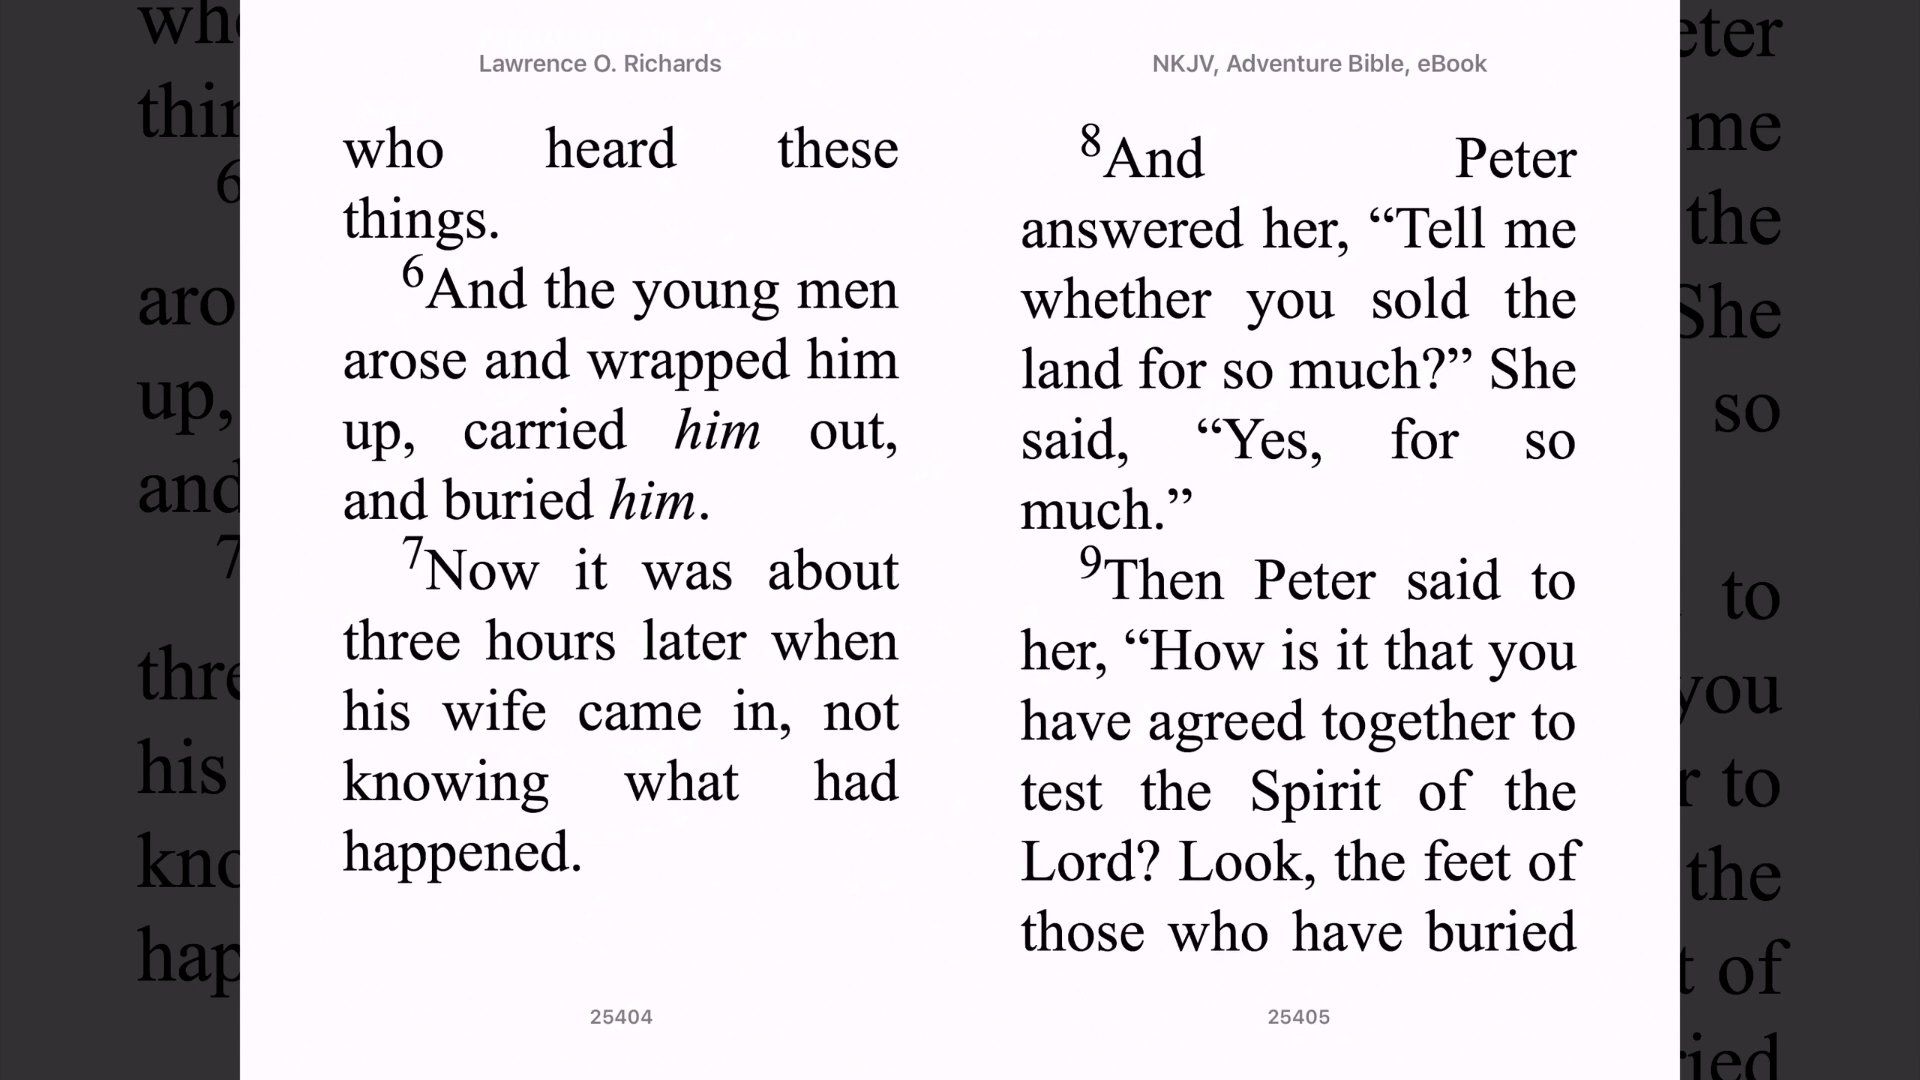 Lawrence O. Richards
who heard these
things.
6And the young men
arose and wrapped him
up, carried him out,
and buried him.
7Now it was about
three hours later when
his wife came in, not
knowing what had
happened.
25404
NKJV, Adventure Bible, eBook
8And Peter
answered her, “Tell me
whether you sold the
land for so much?” She
said, “Yes, for so
much.”
9Then Peter said to
her, “How is it that you
have agreed together to
test the Spirit of the
Lord? Look, the feet of
those who have buried
25405